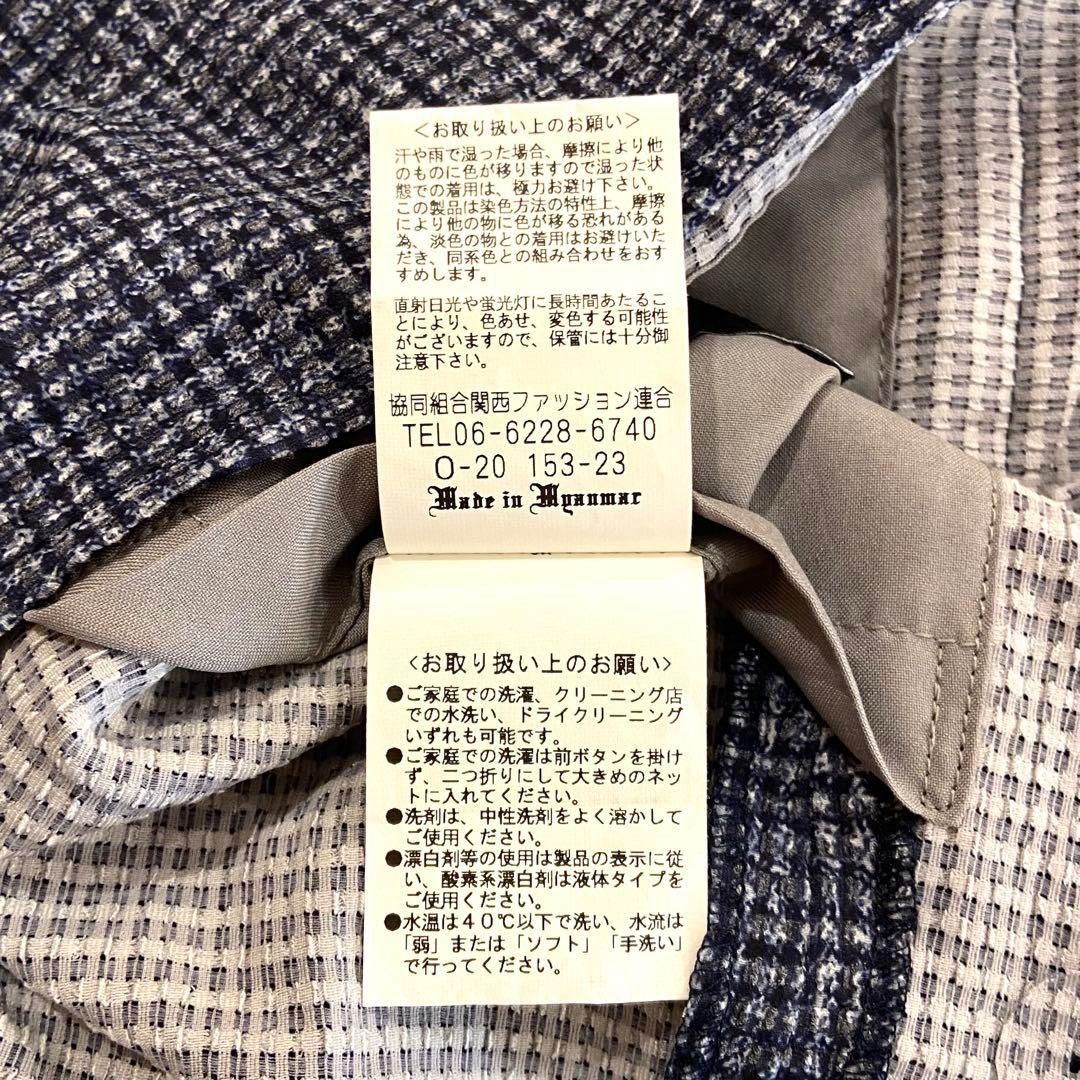 ＜お取り扱い上のお願い＞
汗や雨で湿った場合、摩擦により他
のものに色が移りますので湿った状
態での着用は、極力お避け下さい。
この製品は染色方法の特性上、摩擦
により他の物に色が移る恐れがある
為、淡色の物との着用はお避けいた
だき、同系色との組み合わせをおす
すめします。
直射日光や蛍光灯に長時間あたるこ
とにより、色あせ、変色する可能性
がございますので、保管には十分御
注意下さい。
協同組合関西ファッション連合
TEL06-6228-6740
O-20 153-23
Made in Myanmar
＜お取り扱い上のお願い＞
●ご家庭での洗濯、クリーニング店
での水洗い、ドライクリーニング
いずれも可能です。
●ご家庭での洗濯は前ボタンを掛け
ず、二つ折りにして大きめのネッ
トに入れてください。
●洗剤は、中性洗剤をよく溶かして
ご使用ください。
●漂白剤等の使用は製品の表示に従
い、酸素系漂白剤は液体タイプを
ご使用ください。
●水温は４０℃以下で洗い、水流は
「弱」または「ソフト」「手洗い」
で行ってください。